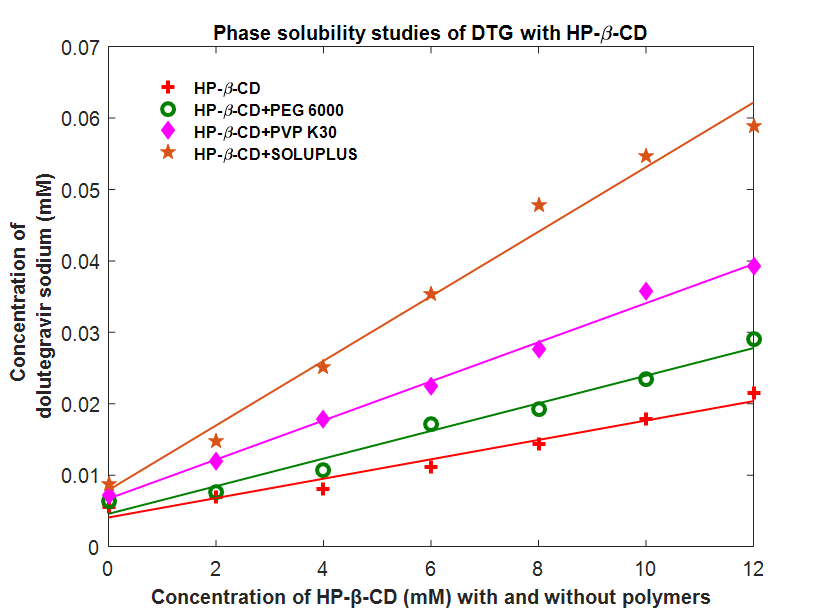 Phase solubility studies of DTG with HP-β-CD
0.07
0.06
0.05
0.04
0.03
0.02
0.01
0
HP-β-CD
HP-β-CD+PEG 6000
HP-β-CD+PVP K30
HP-β-CD+SOLUPLUS
Concentration of
dolutegravir sodium (mM)
0 2 4 6 8 10 12
Concentration of HP-β-CD (mM) with and without polymers